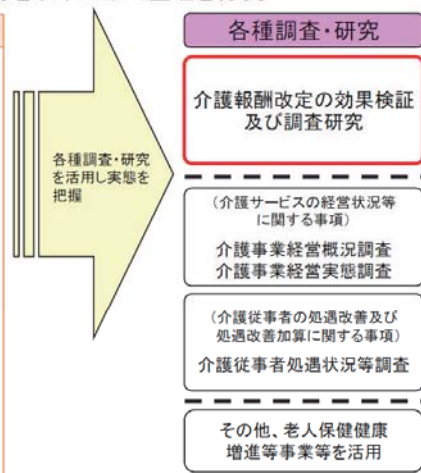 各種調査・研究
を活用し実態を
把握
各種調査・研究
介護報酬改定の効果検証
及び調査研究
(介護サービスの経営状況等
に関する事項)
介護事業経営概況調査
介護事業経営実態調査
(介護従事者の処遇改善及び
処遇改善加算に関する事項)
介護従事者処遇状況等調査
その他、老人保健健康
増進等事業等を活用